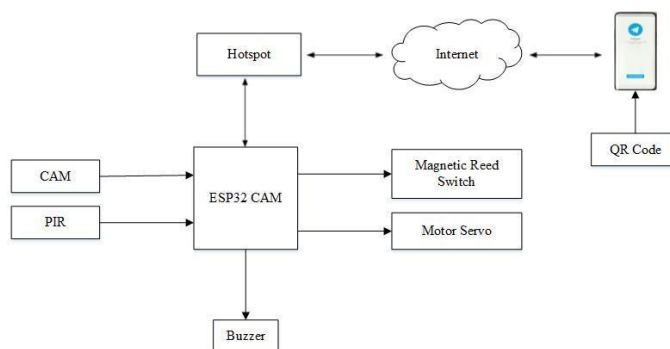 Hotspot
Internet
QR Code
CAM
PIR
ESP32 CAM
Magnetic Reed
Switch
Motor Servo
Buzzer